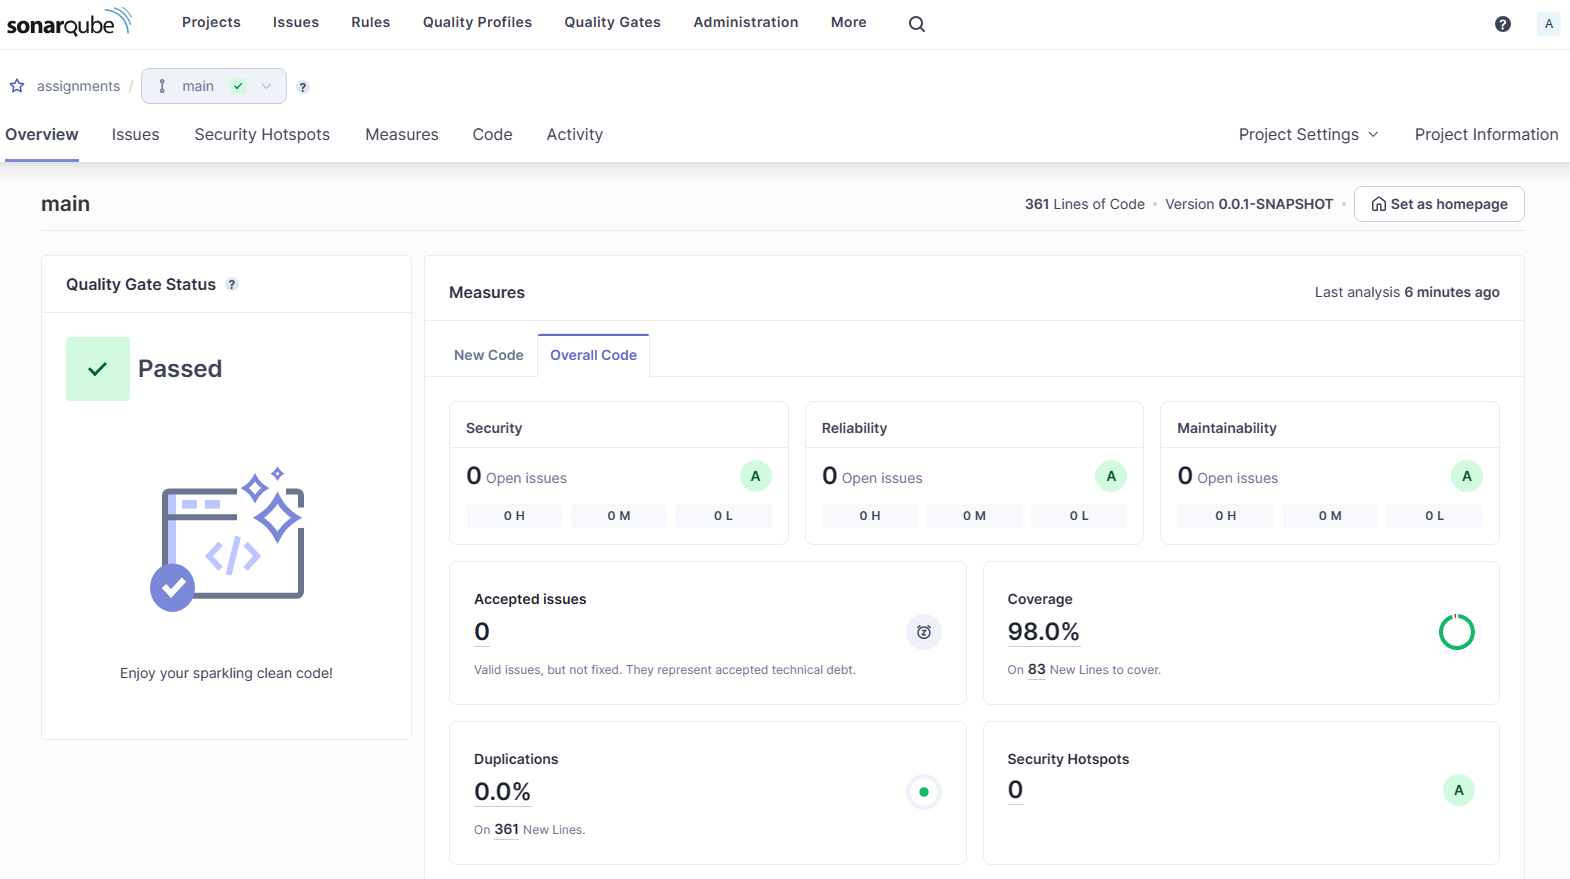 sonarqube Projects Issues Rules Quality Profiles Quality Gates Administration More ? A
assignments / main ?
Overview Issues Security Hotspots Measures Code Activity Project Settings Project Information
main 361 Lines of Code • Version 0.0.1-SNAPSHOT • Set as homepage
Quality Gate Status ?
Passed
</>
Enjoy your sparkling clean code!
Measures Last analysis 6 minutes ago
New Code Overall Code
Security
0 Open issues A
0 H 0 M 0 L
Reliability
0 Open issues A
0 H 0 M 0 L
Maintainability
0 Open issues A
0 H 0 M 0 L
Accepted issues
0
Valid issues, but not fixed. They represent accepted technical debt.
Coverage
98.0%
On 83 New Lines to cover.
Duplications
0.0%
On 361 New Lines.
Security Hotspots
0 A